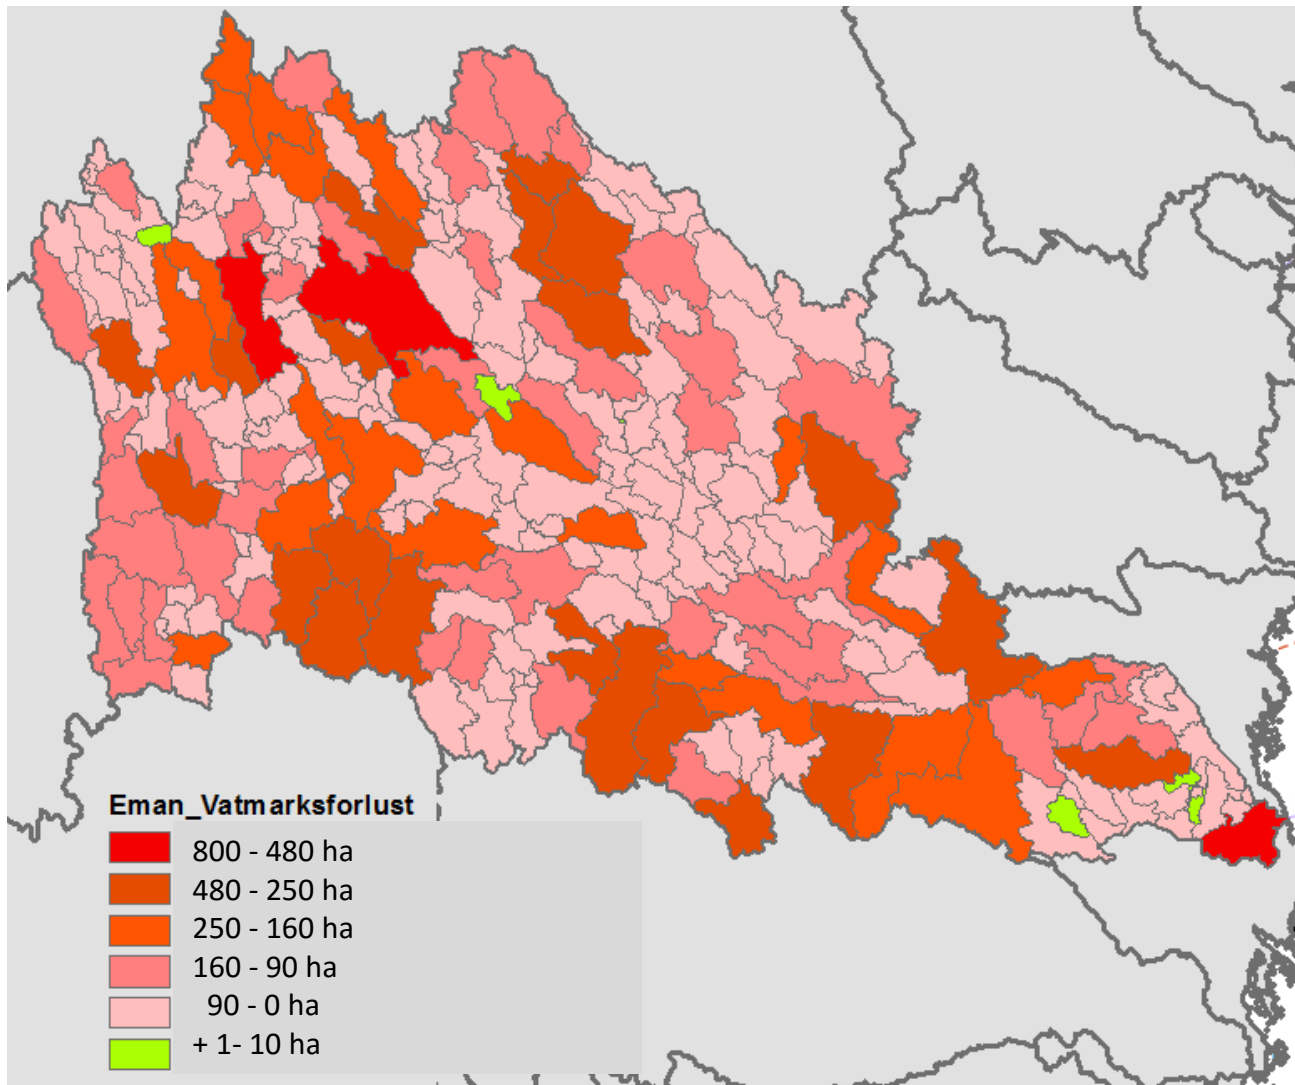 Eman_Vatmarksforlust
800 - 480 ha
480 - 250 ha
250 - 160 ha
160 - 90 ha
90 - 0 ha
+ 1- 10 ha